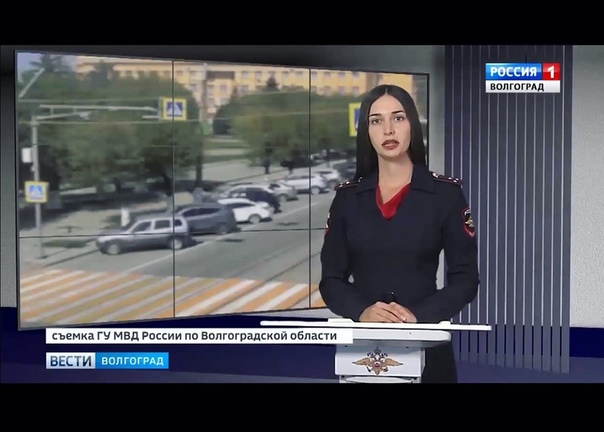 РОССИЯ 1
ВОЛГОГРАД
съемка ГУ МВД России по Волгоградской области
ВЕСТИ ВОЛГОГРАД